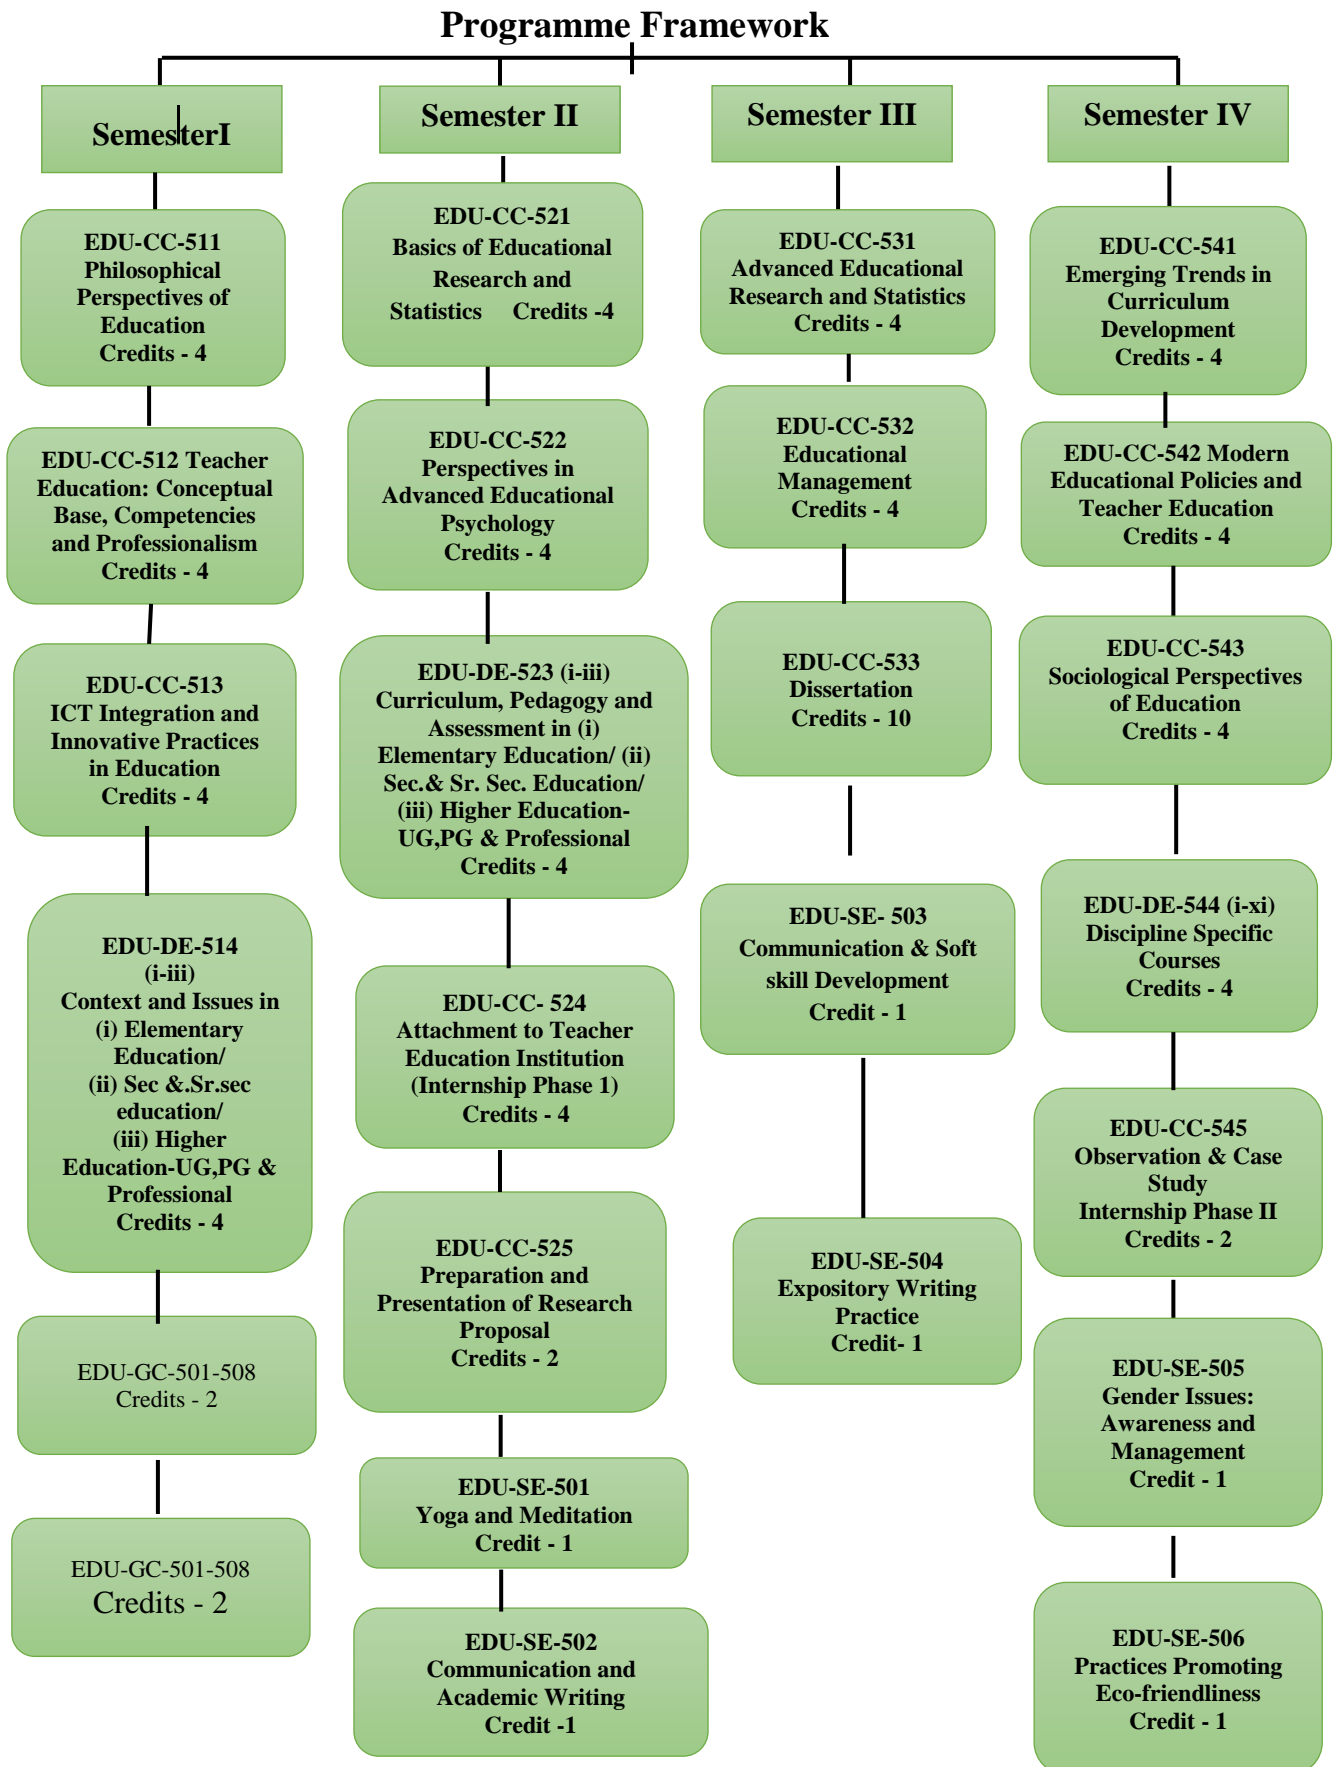 Programme Framework
SemesterI
EDU-CC-511
Philosophical
Perspectives of
Education
Credits - 4
EDU-CC-512 Teacher
Education: Conceptual
Base, Competencies
and Professionalism
Credits - 4
EDU-CC-513
ICT Integration and
Innovative Practices
in Education
Credits - 4
EDU-DE-514
(i-iii)
Context and Issues in
(i) Elementary
Education/
(ii) Sec &.Sr.sec
education/
(iii) Higher
Education-UG,PG &
Professional
Credits - 4
EDU-GC-501-508
Credits - 2
EDU-GC-501-508
Credits - 2
Semester II
EDU-CC-521
Basics of Educational
Research and
Statistics Credits -4
EDU-CC-522
Perspectives in
Advanced Educational
Psychology
Credits - 4
EDU-DE-523 (i-iii)
Curriculum, Pedagogy and
Assessment in (i)
Elementary Education/ (ii)
Sec.& Sr. Sec. Education/
(iii) Higher Education-
UG,PG & Professional
Credits - 4
EDU-CC- 524
Attachment to Teacher
Education Institution
(Internship Phase 1)
Credits - 4
EDU-CC-525
Preparation and
Presentation of Research
Proposal
Credits - 2
EDU-SE-501
Yoga and Meditation
Credit - 1
EDU-SE-502
Communication and
Academic Writing
Credit -1
Semester III
EDU-CC-531
Advanced Educational
Research and Statistics
Credits - 4
EDU-CC-532
Educational
Management
Credits - 4
EDU-CC-533
Dissertation
Credits - 10
EDU-SE- 503
Communication & Soft
skill Development
Credit - 1
EDU-SE-504
Expository Writing
Practice
Credit- 1
Semester IV
EDU-CC-541
Emerging Trends in
Curriculum
Development
Credits - 4
EDU-CC-542 Modern
Educational Policies and
Teacher Education
Credits - 4
EDU-CC-543
Sociological Perspectives
of Education
Credits - 4
EDU-DE-544 (i-xi)
Discipline Specific
Courses
Credits - 4
EDU-CC-545
Observation & Case
Study
Internship Phase II
Credits - 2
EDU-SE-505
Gender Issues:
Awareness and
Management
Credit - 1
EDU-SE-506
Practices Promoting
Eco-friendliness
Credit - 1